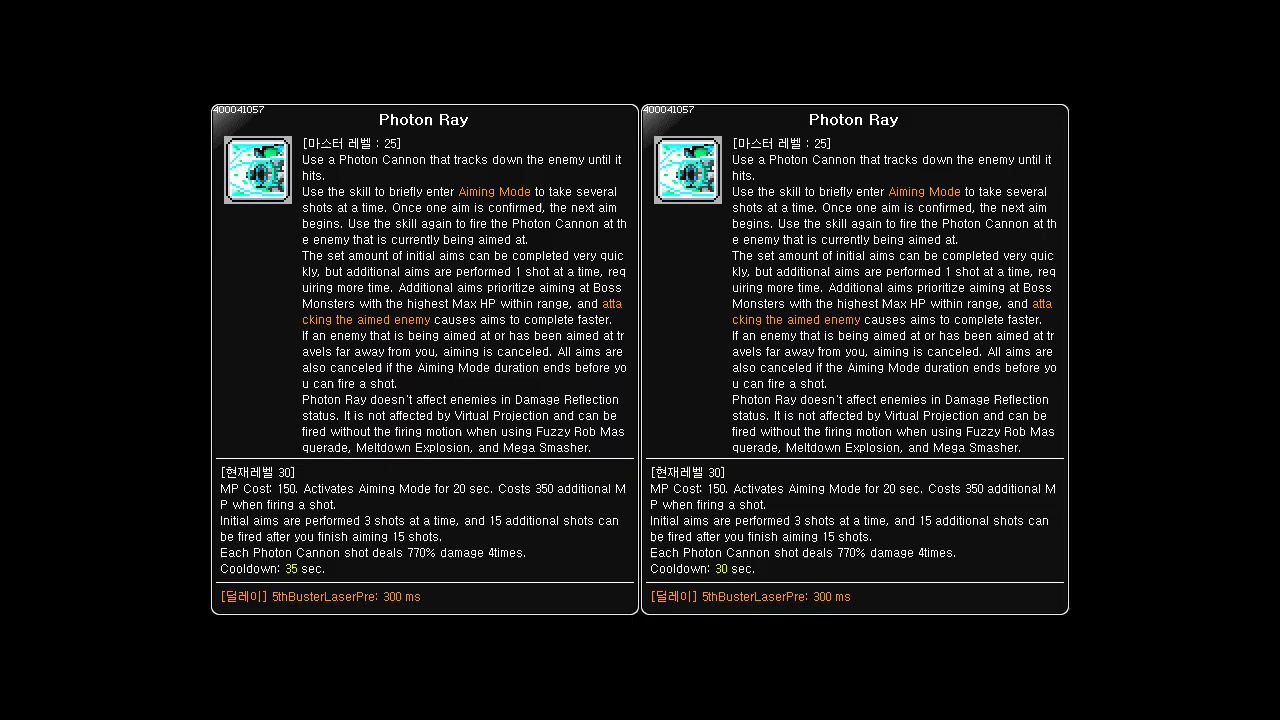 400041057
Photon Ray
[마스터 레벨 : 25]
Use a Photon Cannon that tracks down the enemy until it
hits.
Use the skill to briefly enter Aiming Mode to take several
shots at a time. Once one aim is confirmed, the next aim
begins. Use the skill again to fire the Photon Cannon at th
e enemy that is currently being aimed at.
The set amount of initial aims can be completed very quic
kly, but additional aims are performed 1 shot at a time, req
uiring more time. Additional aims prioritize aiming at Boss
Monsters with the highest Max HP within range, and atta
cking the aimed enemy causes aims to complete faster.
If an enemy that is being aimed at or has been aimed at tr
avels far away from you, aiming is canceled. All aims are
also canceled if the Aiming Mode duration ends before yo
u can fire a shot.
Photon Ray doesn't affect enemies in Damage Reflection
status. It is not affected by Virtual Projection and can be
fired without the firing motion when using Fuzzy Rob Mas
querade, Meltdown Explosion, and Mega Smasher.
[현재레벨 30]
MP Cost: 150. Activates Aiming Mode for 20 sec. Costs 350 additional M
P when firing a shot.
Initial aims are performed 3 shots at a time, and 15 additional shots can
be fired after you finish aiming 15 shots.
Each Photon Cannon shot deals 770% damage 4times.
Cooldown: 35 sec.
[딜레이] 5thBusterLaserPre: 300 ms
400041057
Photon Ray
[마스터 레벨 : 25]
Use a Photon Cannon that tracks down the enemy until it
hits.
Use the skill to briefly enter Aiming Mode to take several
shots at a time. Once one aim is confirmed, the next aim
begins. Use the skill again to fire the Photon Cannon at th
e enemy that is currently being aimed at.
The set amount of initial aims can be completed very quic
kly, but additional aims are performed 1 shot at a time, req
uiring more time. Additional aims prioritize aiming at Boss
Monsters with the highest Max HP within range, and atta
cking the aimed enemy causes aims to complete faster.
If an enemy that is being aimed at or has been aimed at tr
avels far away from you, aiming is canceled. All aims are
also canceled if the Aiming Mode duration ends before yo
u can fire a shot.
Photon Ray doesn't affect enemies in Damage Reflection
status. It is not affected by Virtual Projection and can be
fired without the firing motion when using Fuzzy Rob Mas
querade, Meltdown Explosion, and Mega Smasher.
[현재레벨 30]
MP Cost: 150. Activates Aiming Mode for 20 sec. Costs 350 additional M
P when firing a shot.
Initial aims are performed 3 shots at a time, and 15 additional shots can
be fired after you finish aiming 15 shots.
Each Photon Cannon shot deals 770% damage 4times.
Cooldown: 30 sec.
[딜레이] 5thBusterLaserPre: 300 ms